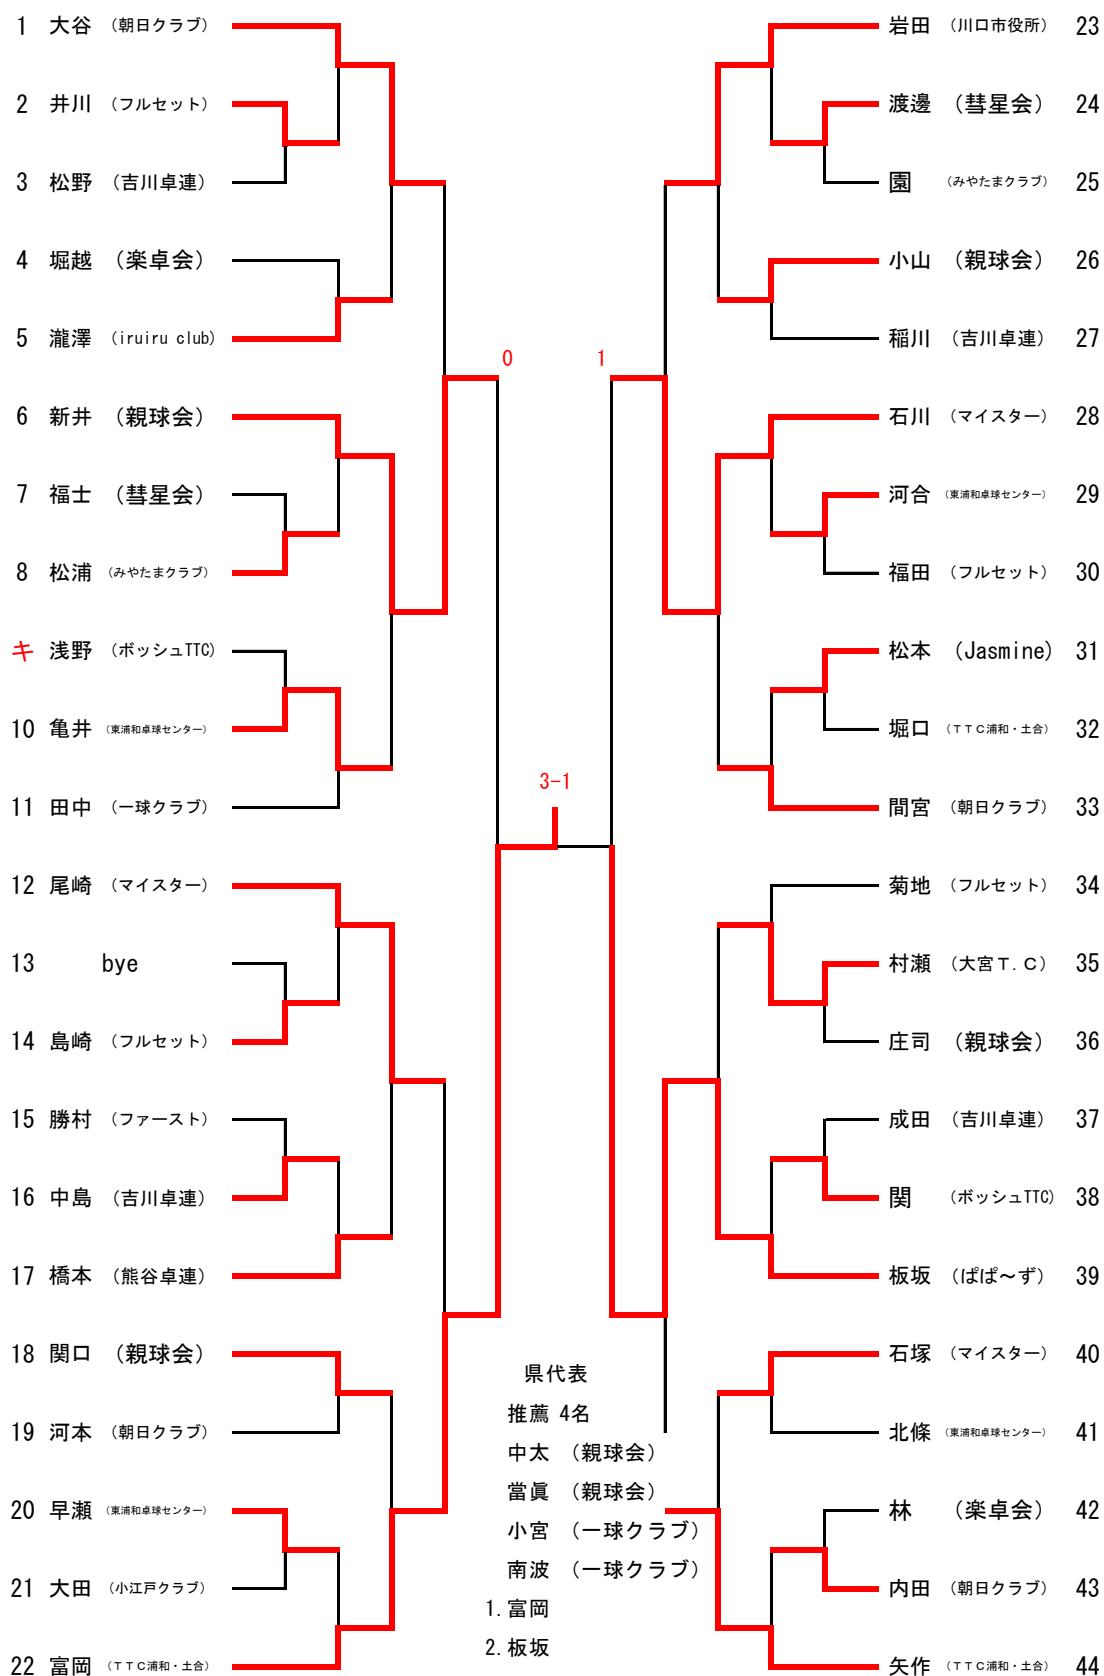 1 大谷 （朝日クラブ）
2 井川 （フルセット）
3 松野 （吉川卓連）
4 堀越 （楽卓会）
5 瀧澤 （iruiru club）
6 新井 （親球会）
7 福士 （彗星会）
8 松浦 （みやたまクラブ）
キ 浅野 （ボッシュTTC）
10 亀井 （東浦和卓球センター）
11 田中 （一球クラブ）
12 尾崎 （マイスター）
13 bye
14 島崎 （フルセット）
15 勝村 （ファースト）
16 中島 （吉川卓連）
17 橋本 （熊谷卓連）
18 関口 （親球会）
19 河本 （朝日クラブ）
20 早瀬 （東浦和卓球センター）
21 大田 （小江戸クラブ）
22 富岡 （ＴＴＣ浦和・土合）
0 1
3-1
県代表
推薦 4名
中太 （親球会）
當眞 （親球会）
小宮 （一球クラブ）
南波 （一球クラブ）
1. 富岡
2. 板坂
岩田 （川口市役所） 23
渡邊 （彗星会） 24
園 （みやたまクラブ） 25
小山 （親球会） 26
稲川 （吉川卓連） 27
石川 （マイスター） 28
河合 （東浦和卓球センター） 29
福田 （フルセット） 30
松本 （Jasmine） 31
堀口 （ＴＴＣ浦和・土合） 32
間宮 （朝日クラブ） 33
菊地 （フルセット） 34
村瀬 （大宮Ｔ.Ｃ） 35
庄司 （親球会） 36
成田 （吉川卓連） 37
関 （ボッシュTTC） 38
板坂 （ぱぱ～ず） 39
石塚 （マイスター） 40
北條 （東浦和卓球センター） 41
林 （楽卓会） 42
内田 （朝日クラブ） 43
矢作 （ＴＴＣ浦和・土合） 44